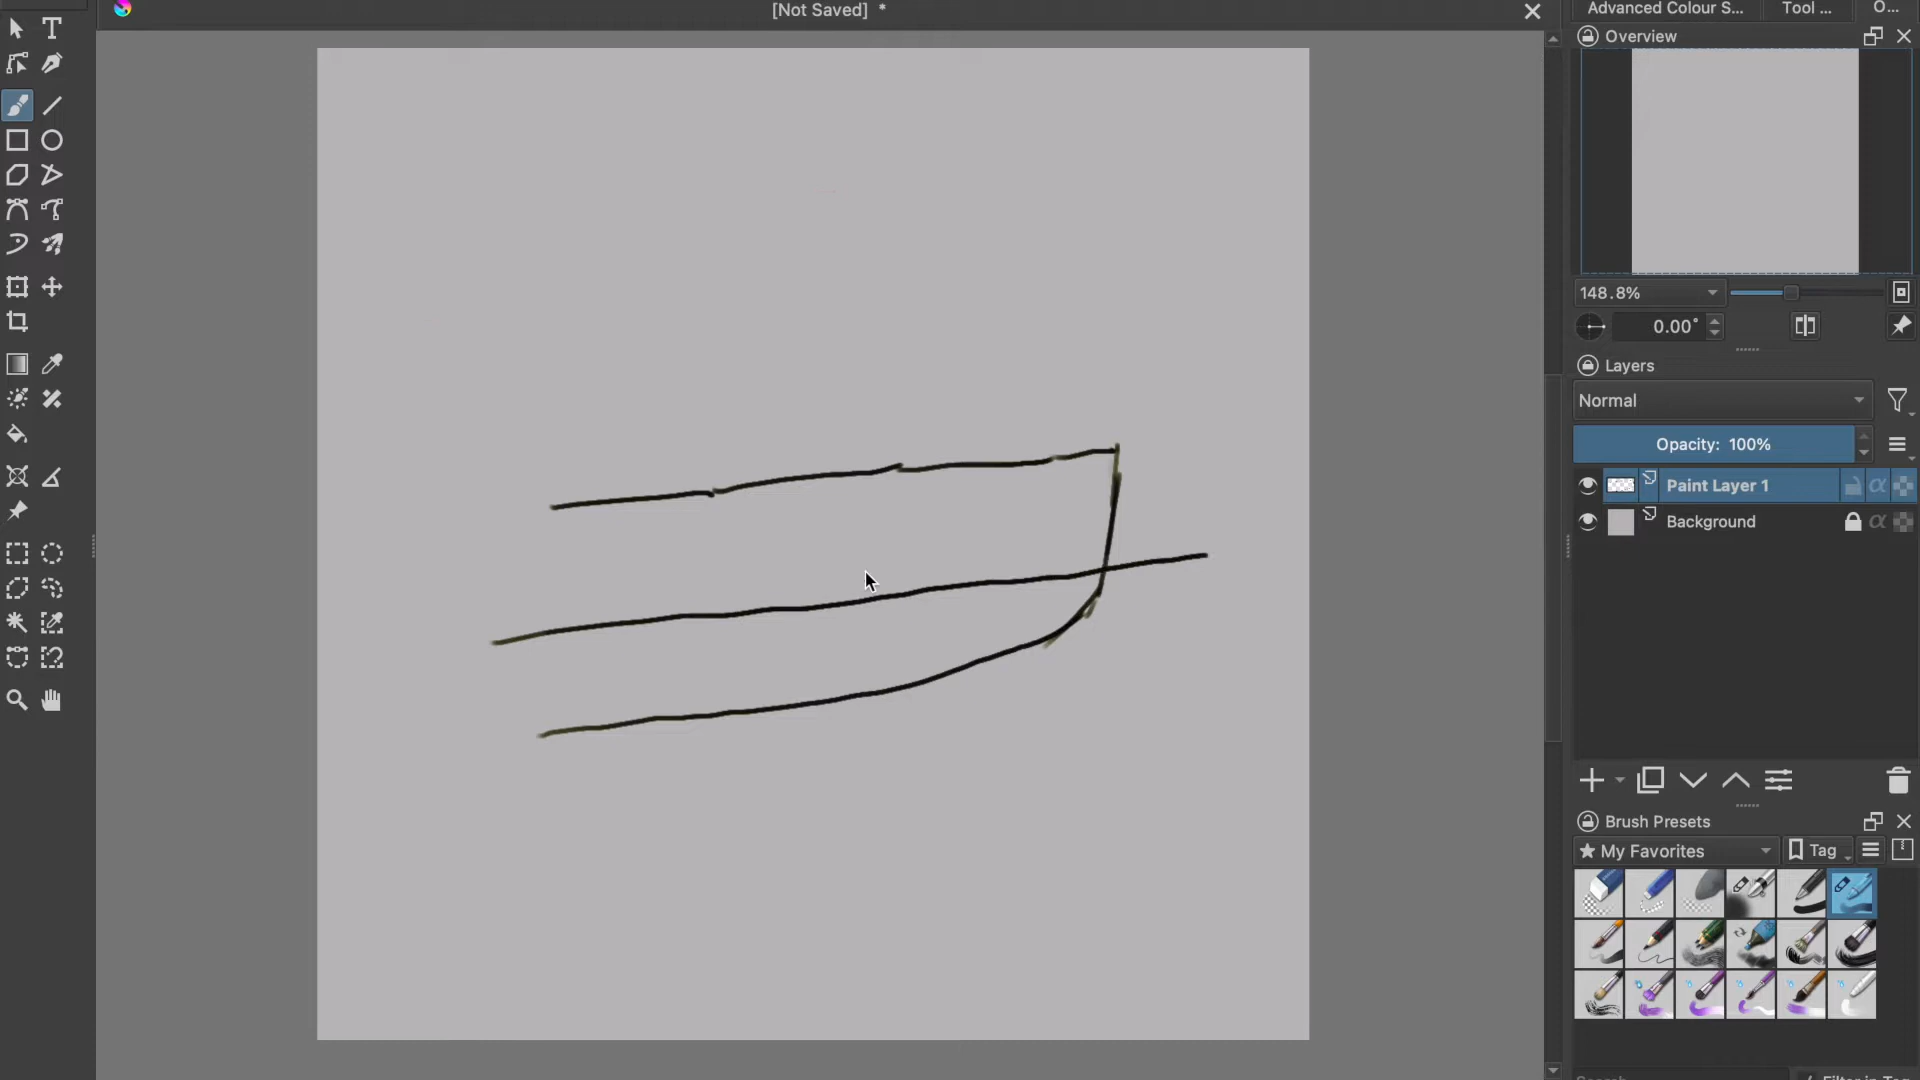 [Not Saved] *
Advanced Colour S...
Tool ...
O...
Overview
148.8%
0.00°
Layers
Normal
Opacity: 100%
Paint Layer 1
Background
Brush Presets
★ My Favorites
Tag